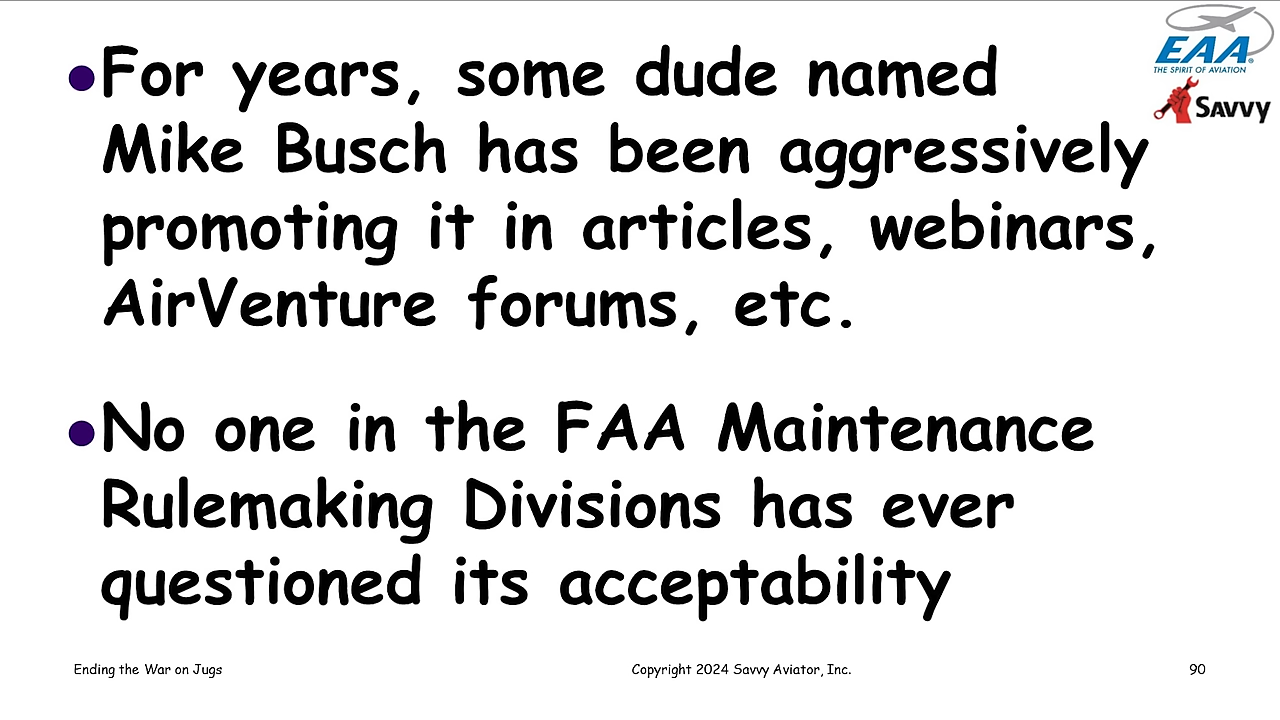 EAA
THE SPIRIT OF AVIATION
SAVVY
•For years, some dude named
Mike Busch has been aggressively
promoting it in articles, webinars,
AirVenture forums, etc.
•No one in the FAA Maintenance
Rulemaking Divisions has ever
questioned its acceptability
Ending the War on Jugs
Copyright 2024 Savvy Aviator, Inc.
90